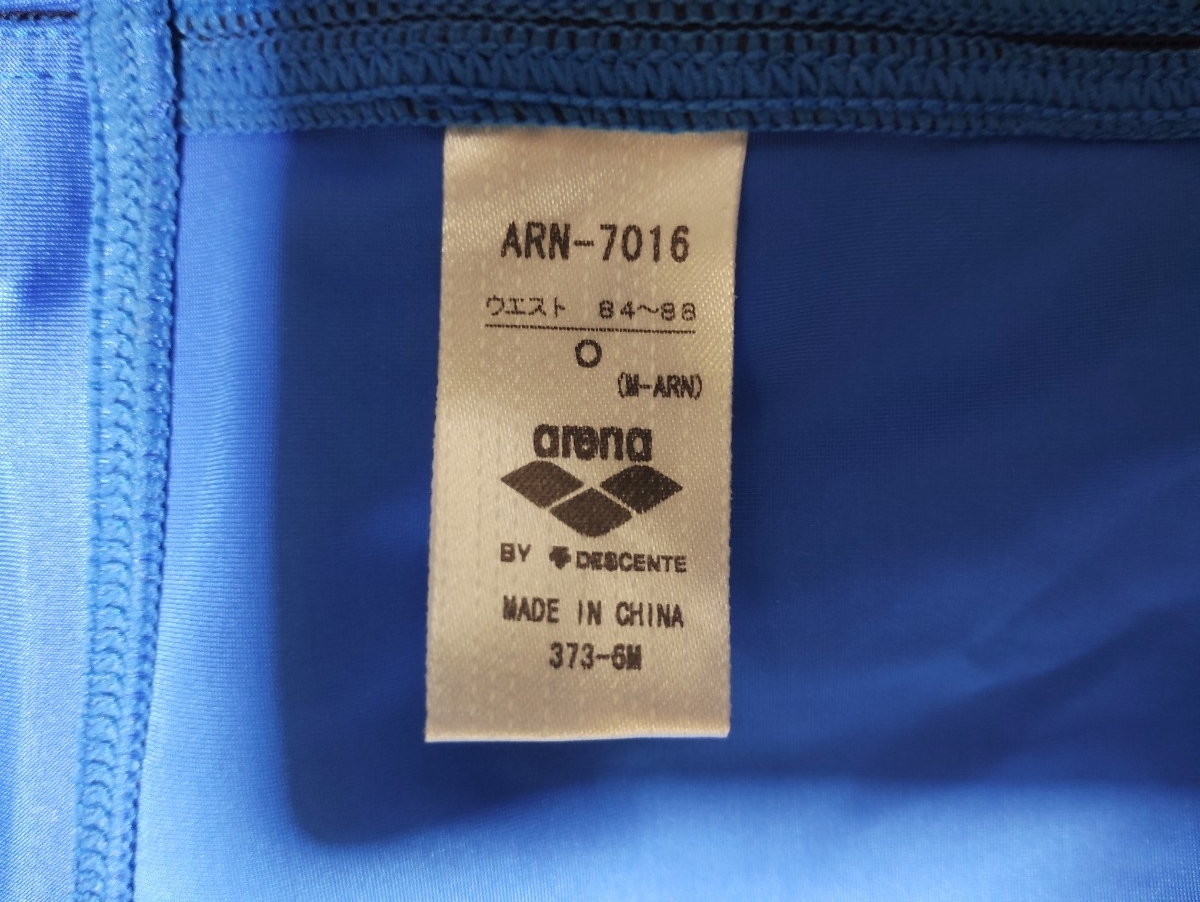 ARN-7016
ウエスト 84〜88
O
(M-ARN)
arena
BY DESCENTE
MADE IN CHINA
373-6M